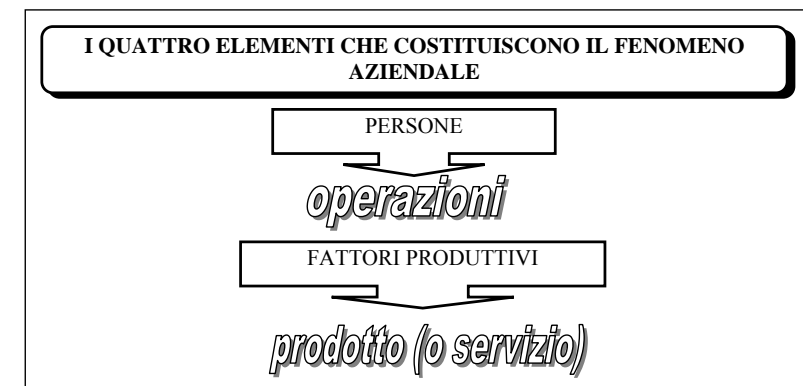 I QUATTRO ELEMENTI CHE COSTITUISCONO IL FENOMENO
AZIENDALE
PERSONE
operazioni
FATTORI PRODUTTIVI
prodotto (o servizio)